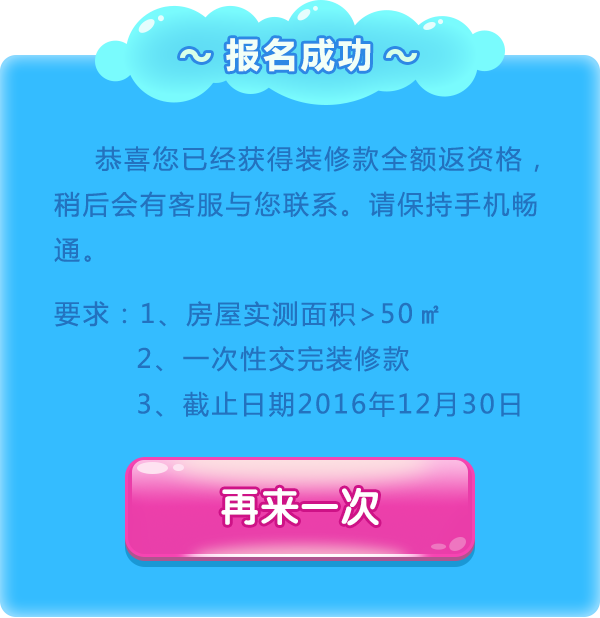 ～ 报名成功 ～
恭喜您已经获得装修款全额返资格，
稍后会有客服与您联系。请保持手机畅
通。
要求：1、房屋实测面积>50㎡
2、一次性交完装修款
3、截止日期2016年12月30日
再来一次